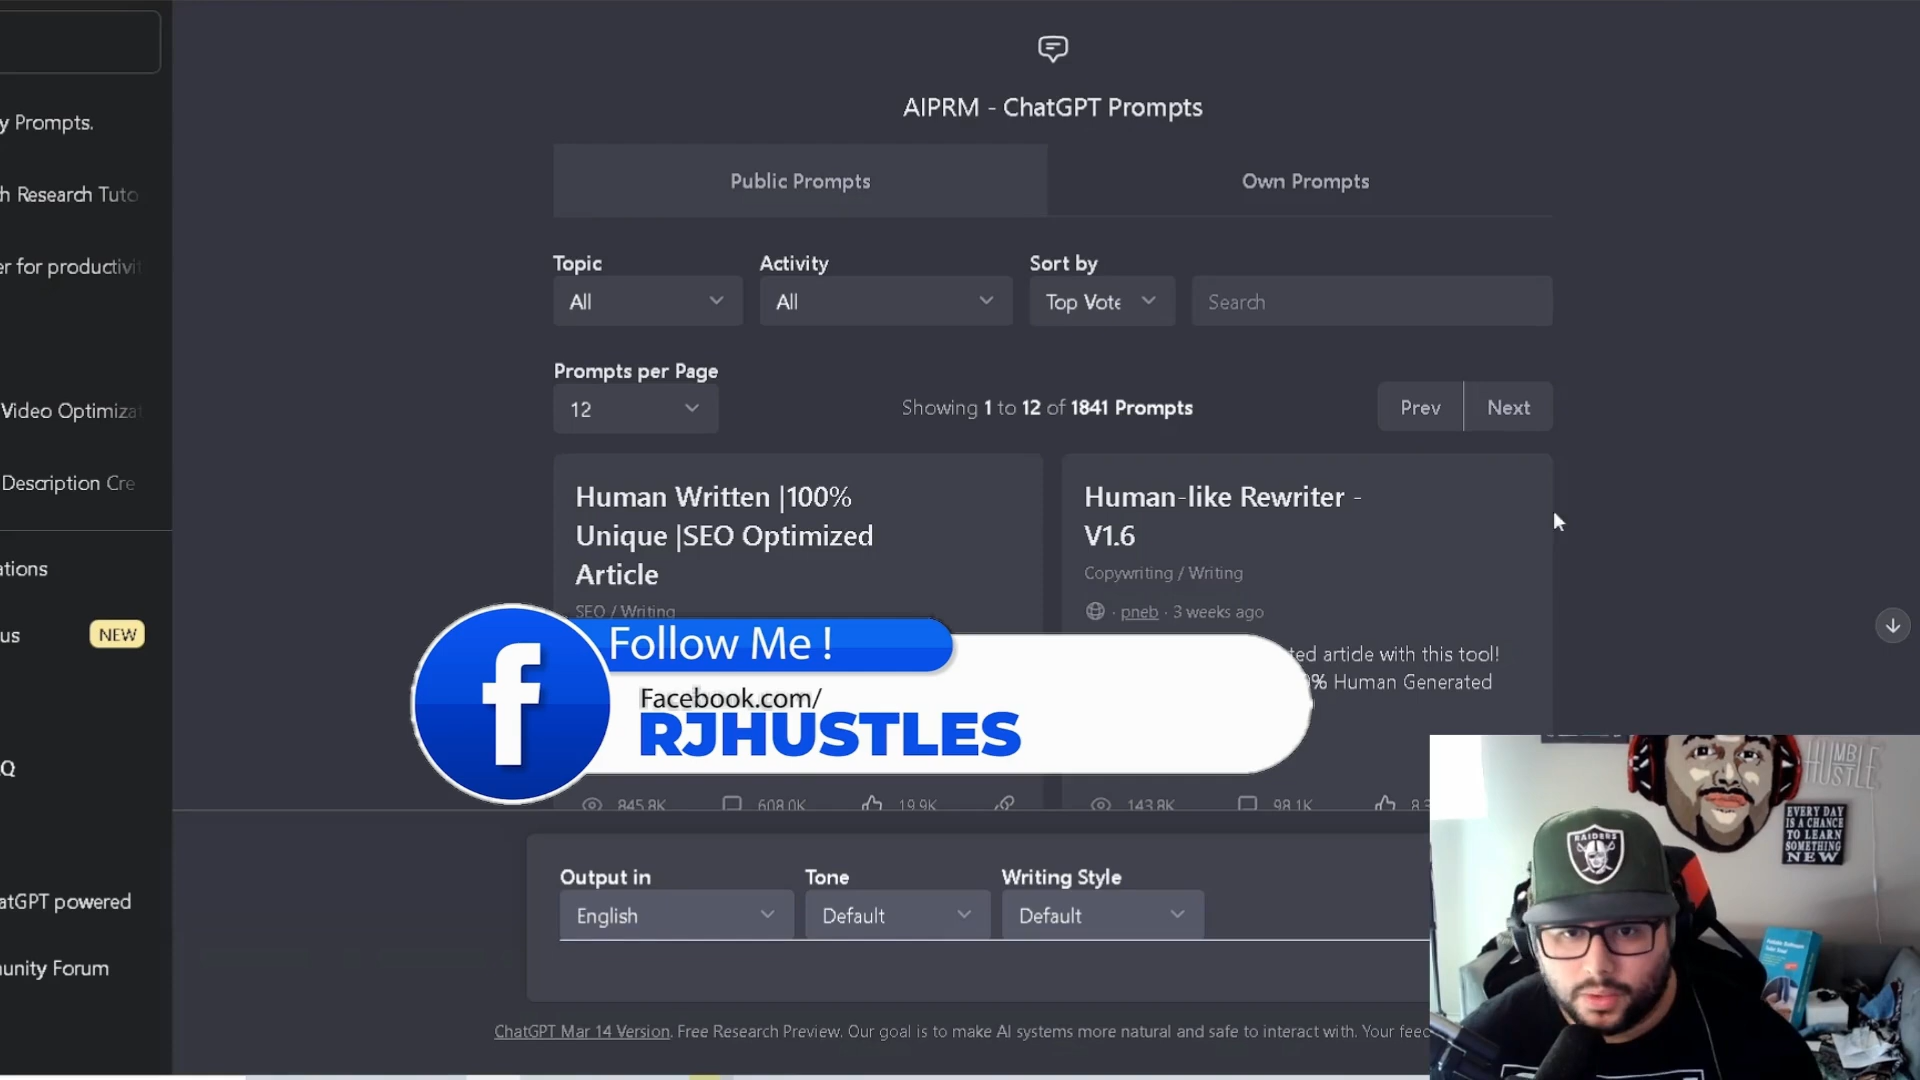 AIPRM - ChatGPT Prompts
y Prompts.
h Research Tuto
er for productivi
Video Optimiza
Description Cre
ations
us
NEW
Q
atGPT powered
unity Forum
Public Prompts
Own Prompts
Topic
Activity
Sort by
All
All
Top Vote
Search
Prompts per Page
12
Showing 1 to 12 of 1841 Prompts
Prev
Next
Human Written |100%
Unique |SEO Optimized
Article
SEO / Writing
Human-like Rewriter -
V1.6
Copywriting / Writing
· pneb · 3 weeks ago
ted article with this tool!
% Human Generated
f
Follow Me !
Facebook.com/
RJHUSTLES
845.8K
608.0K
19.9K
143.8K
98.1K
Output in
Tone
Writing Style
English
Default
Default
ChatGPT Mar 14 Version. Free Research Preview. Our goal is to make AI systems more natural and safe to interact with. Your feed
HUMBLE
HUSTLE
EVERY DAY
IS A CHANCE
TO LEARN
SOMETHING
NEW
RAIDERS